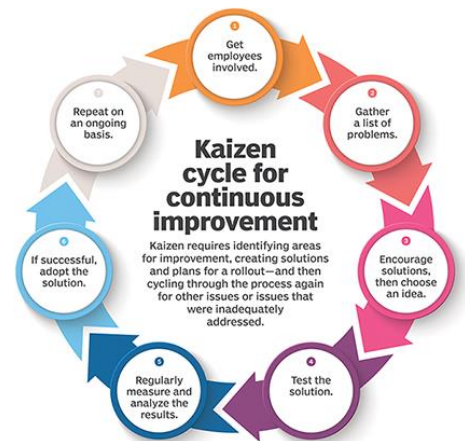 Kaizen
cycle for
continuous
improvement
Kaizen requires identifying areas
for improvement, creating solutions
and plans for a rollout—and then
cycling through the process again
for other issues or issues that
were inadequately
addressed.
1
Get
employees
involved.
2
Gather
a list of
problems.
3
Encourage
solutions,
then choose
an idea.
4
Test the
solution.
5
Regularly
measure and
analyze the
results.
6
If successful,
adopt the
solution.
7
Repeat on
an ongoing
basis.